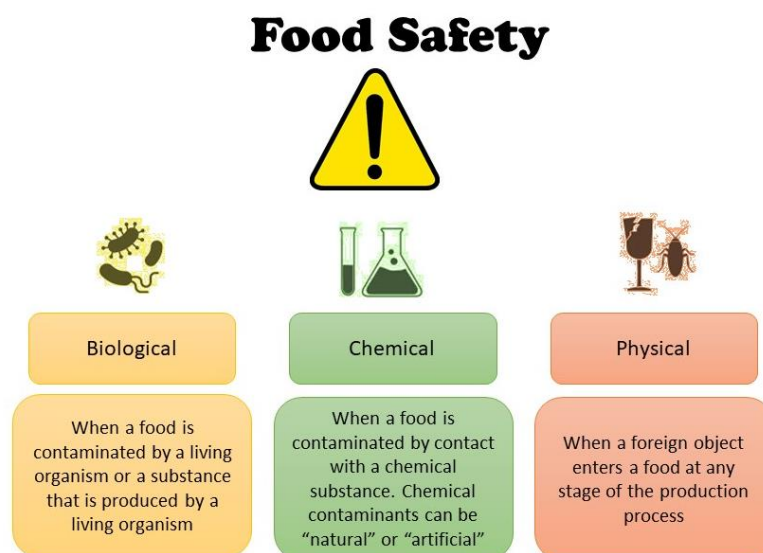 Food Safety
Biological
Chemical
Physical
When a food is
contaminated by a living
organism or a substance
that is produced by a
living organism
When a food is
contaminated by contact
with a chemical
substance. Chemical
contaminants can be
“natural” or “artificial”
When a foreign object
enters a food at any
stage of the production
process